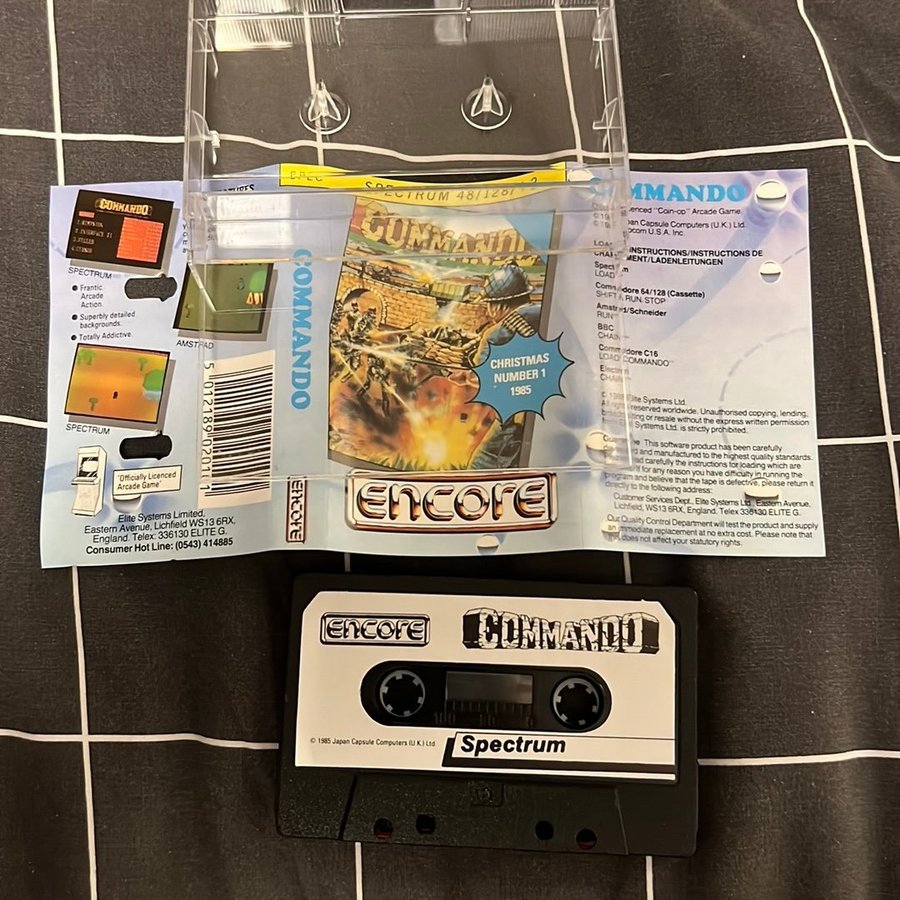 COMMANDO
SPECTRUM
Frantic
Arcade
Action.
Superbly detailed
backgrounds.
Totally Addictive.
AMSTRAD
SPECTRUM
"Officially Licenced
Arcade Game"
Elite Systems Limited,
Eastern Avenue, Lichfield WS13 6RX,
England. Telex: 336130 ELITE G.
Consumer Hot Line: (0543) 414885
COMMANDO
ENCORE
SPECTRUM 48/128/
COMMANDO
CHRISTMAS
NUMBER 1
1985
ENCORE
COMMANDO
"Coin-op" Arcade Game.
Japan Capsule Computers (U.K.) Ltd.
U.S.A. Inc.
INSTRUCTIONS/INSTRUCTIONS DE
/LADENLEITUNGEN
Spectrum
LOAD
Commodore 64/128 (Cassette)
SHIFT RUN, STOP
Amstrad/Schneider
RUN"
BBC
CHAIN""
Commodore C16
LOAD "COMMANDO"
Electron
CHAIN
Elite Systems Ltd.
All rights reserved worldwide. Unauthorised copying, lending,
or resale without the express written permission
Elite Systems Ltd. is strictly prohibited.
This software product has been carefully
and manufactured to the highest quality standards.
carefully the instructions for loading which are
If for any reason you have difficulty in running the
program and believe that the tape is defective, please return it
directly to the following address:
Customer Services Dept., Elite Systems Ltd., Eastern Avenue,
Lichfield, WS13 6RX, England. Telex 336130 ELITE G.
Our Quality Control Department will test the product and supply
an immediate replacement at no extra cost. Please note that
does not affect your statutory rights.
ENCORE
COMMANDO
© 1985 Japan Capsule Computers (U.K.) Ltd
Spectrum